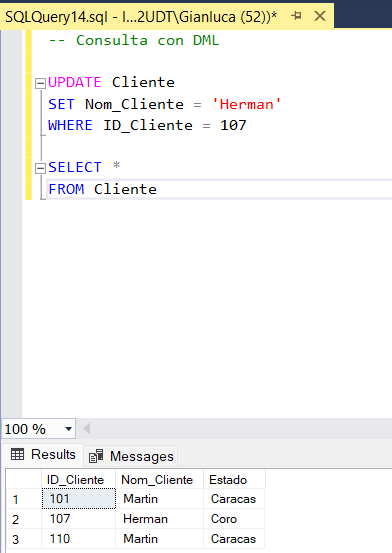 SQLQuery14.sql - I...2UDT\Gianluca (52))*
-- Consulta con DML
UPDATE Cliente
SET Nom_Cliente = 'Herman'
WHERE ID_Cliente = 107
SELECT *
FROM Cliente
100 %
Results Messages
ID_Cliente Nom_Cliente Estado
1 101 Martin Caracas
2 107 Herman Coro
3 110 Martin Caracas